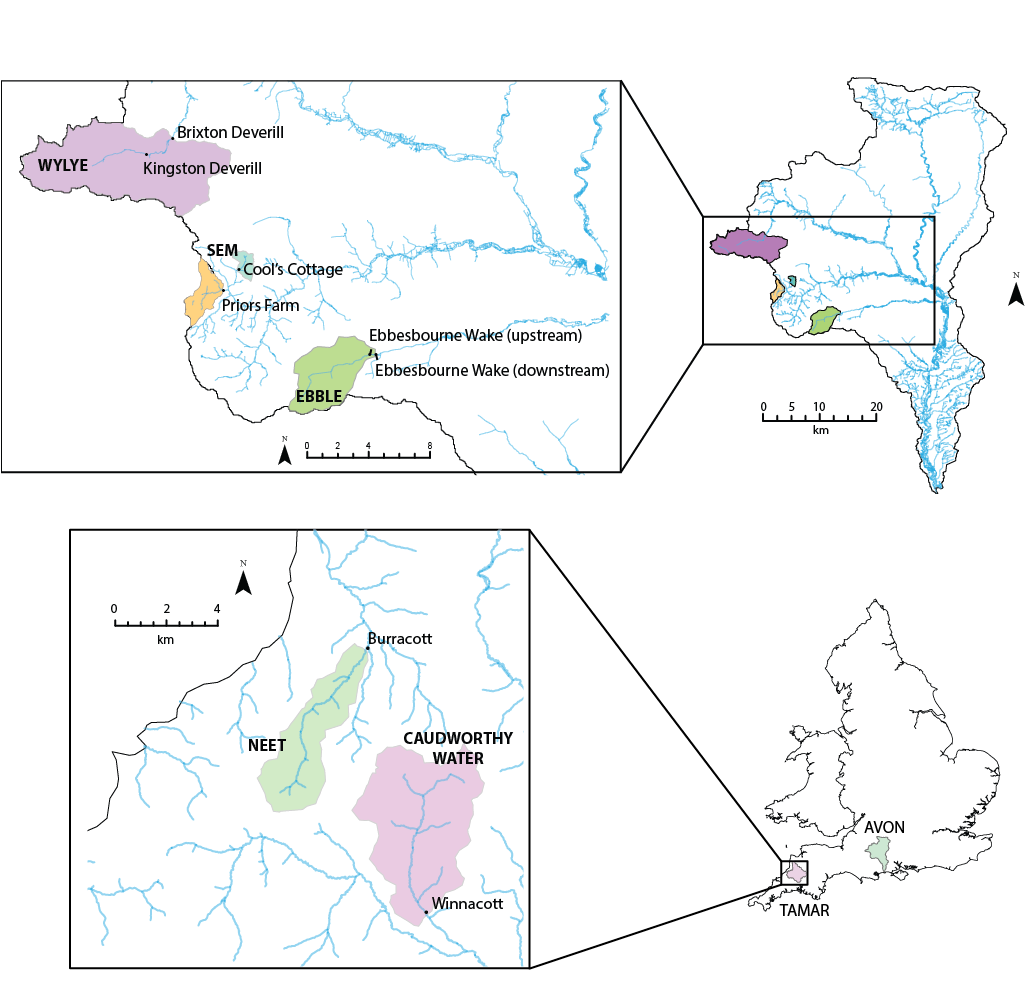 Brixton Deverill
WYLYE
Kingston Deverill
SEM
Cool's Cottage
Priors Farm
Ebbesbourne Wake (upstream)
Ebbesbourne Wake (downstream)
EBBLE
N
0 2 4 8
N
0 5 10 20
km
N
0 2 4
km
Burracott
NEET
CAUDWORTHY
WATER
Winnacott
AVON
TAMAR